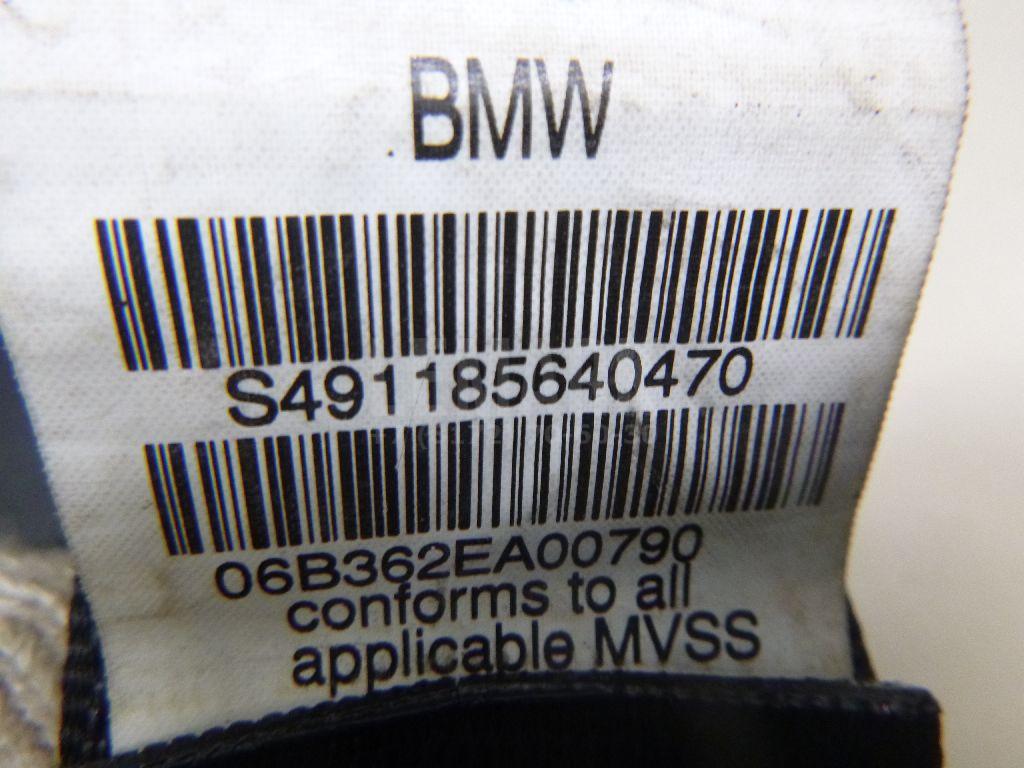 BMW
S491185640470
06B362EA00790
conforms to all
applicable MVSS